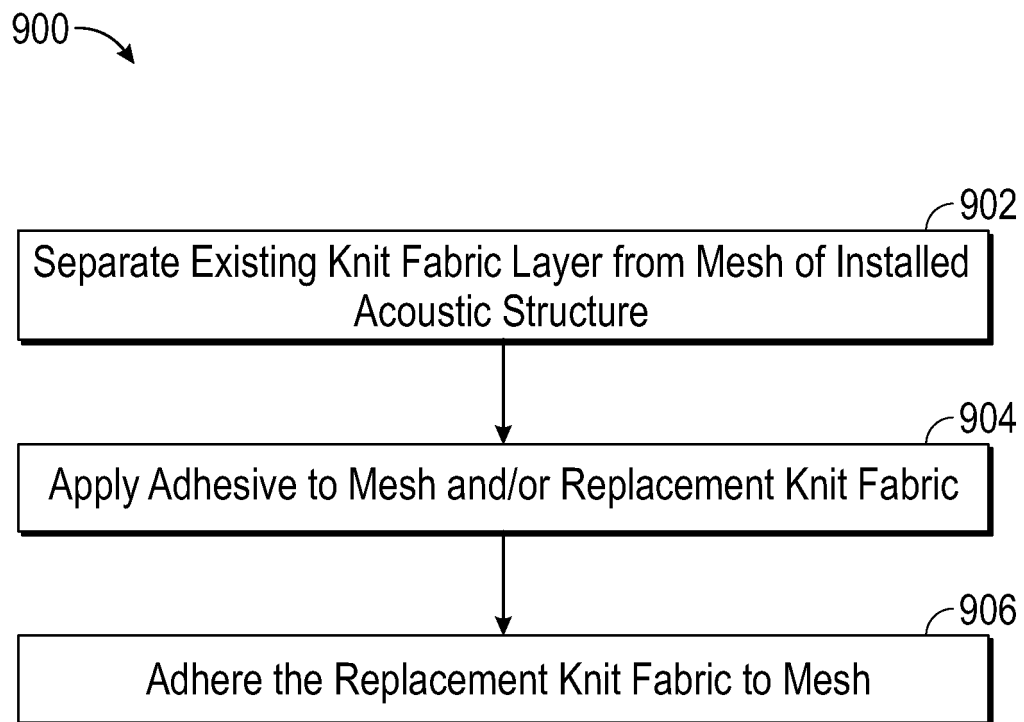 900
902
Separate Existing Knit Fabric Layer from Mesh of Installed
Acoustic Structure
904
Apply Adhesive to Mesh and/or Replacement Knit Fabric
906
Adhere the Replacement Knit Fabric to Mesh